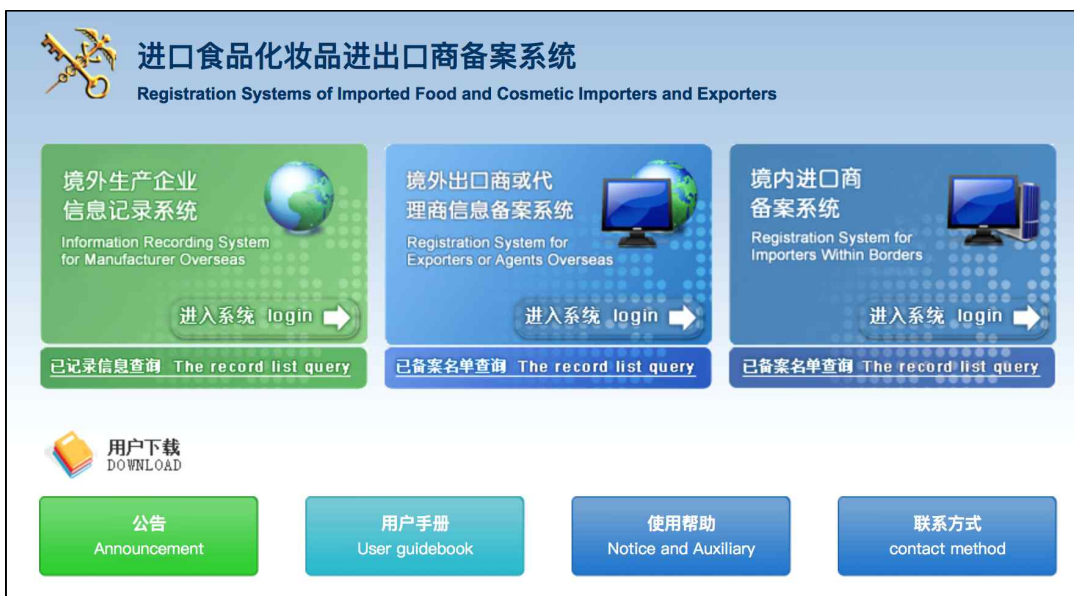 进口食品化妆品进出口商备案系统
Registration Systems of Imported Food and Cosmetic Importers and Exporters
境外生产企业
信息记录系统
Information Recording System
for Manufacturer Overseas
进入系统 login
已记录信息查询 The record list query
境外出口商或代
理商信息备案系统
Registration System for
Exporters or Agents Overseas
进入系统 login
已备案名单查询 The record list query
境内进口商
备案系统
Registration System for
Importers Within Borders
进入系统 login
已备案名单查询 The record list query
用户下载
DOWNLOAD
公告
Announcement
用户手册
User guidebook
使用帮助
Notice and Auxiliary
联系方式
contact method